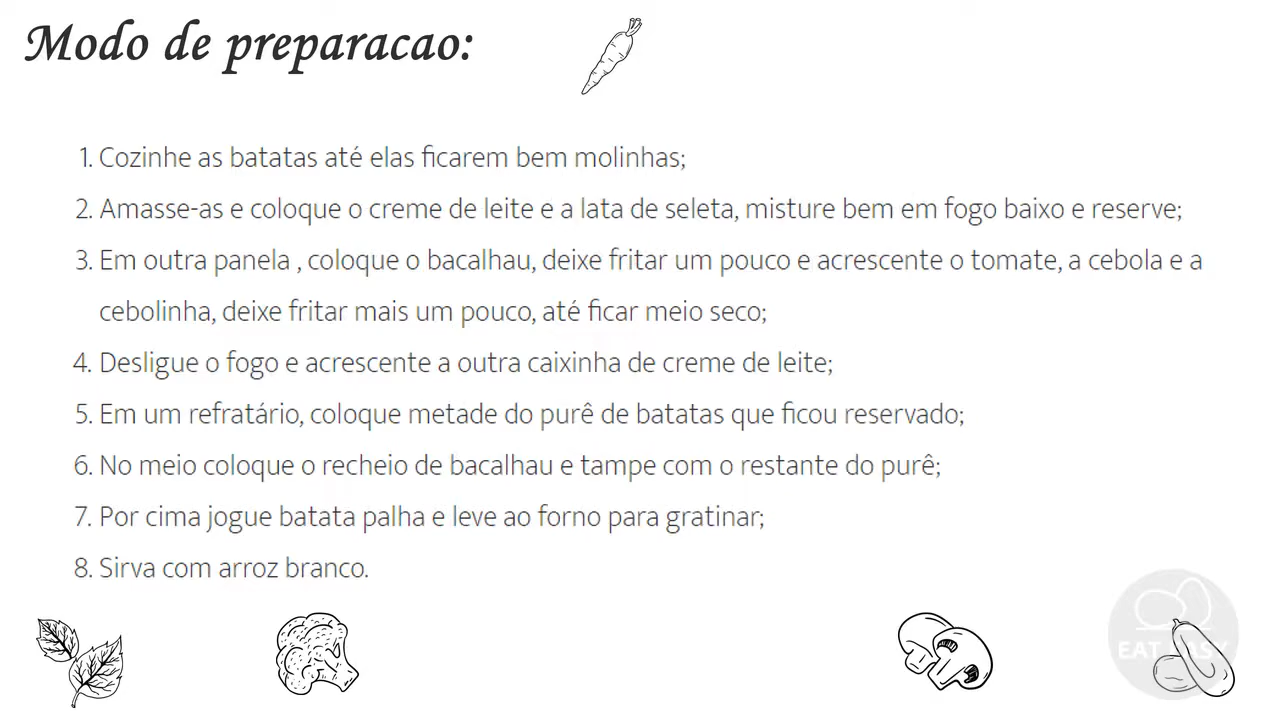 Modo de preparacao:
1. Cozinhe as batatas até elas ficarem bem molinhas;
2. Amasse-as e coloque o creme de leite e a lata de seleta, misture bem em fogo baixo e reserve;
3. Em outra panela , coloque o bacalhau, deixe fritar um pouco e acrescente o tomate, a cebola e a
cebolinha, deixe fritar mais um pouco, até ficar meio seco;
4. Desligue o fogo e acrescente a outra caixinha de creme de leite;
5. Em um refratário, coloque metade do purê de batatas que ficou reservado;
6. No meio coloque o recheio de bacalhau e tampe com o restante do purê;
7. Por cima jogue batata palha e leve ao forno para gratinar;
8. Sirva com arroz branco.
EAT EASY